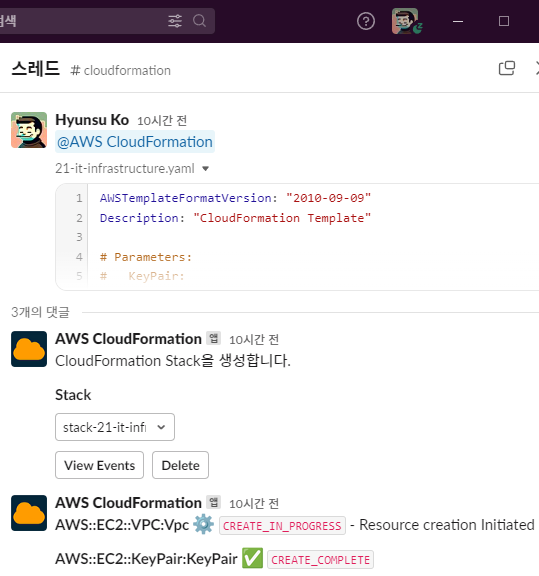 검색
스레드 # cloudformation
Hyunsu Ko 10시간 전
@AWS CloudFormation
21-it-infrastructure.yaml
1 AWSTemplateFormatVersion: "2010-09-09"
2 Description: "CloudFormation Template"
3
4 # Parameters:
5 #   KeyPair:
3개의 댓글
AWS CloudFormation 앱 10시간 전
CloudFormation Stack을 생성합니다.
Stack
stack-21-it-infr
View Events Delete
AWS CloudFormation 앱 10시간 전
AWS::EC2::VPC:Vpc CREATE_IN_PROGRESS - Resource creation Initiated
AWS::EC2::KeyPair:KeyPair CREATE_COMPLETE